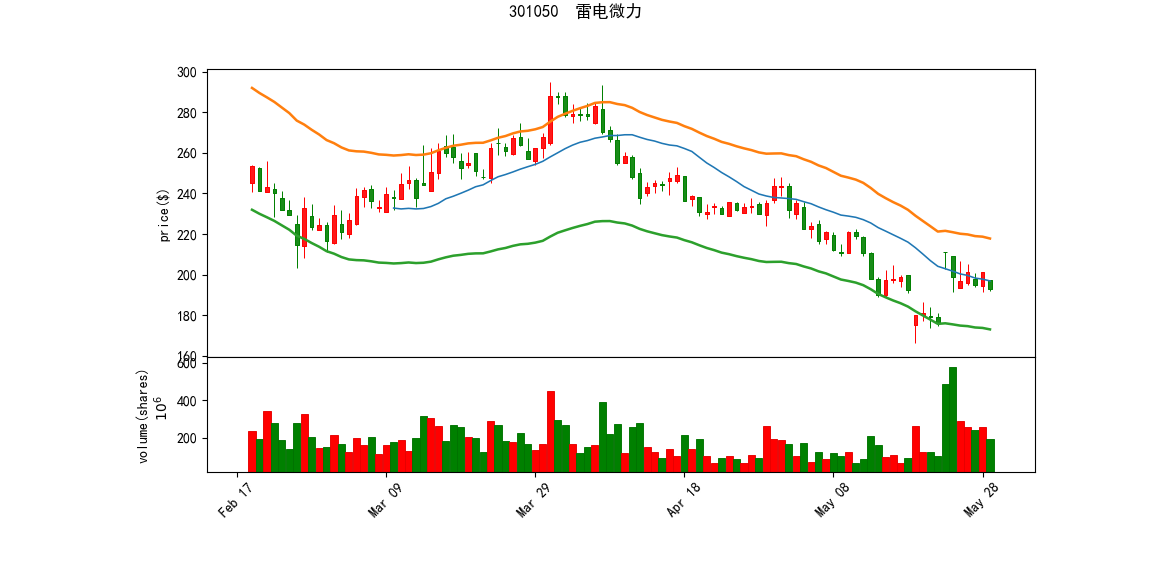 301050 雷电微力
price($)
300
280
260
240
220
200
180
160
volume(shares)
10^6
600
400
200
Feb 17
Mar 09
Mar 29
Apr 18
May 08
May 28